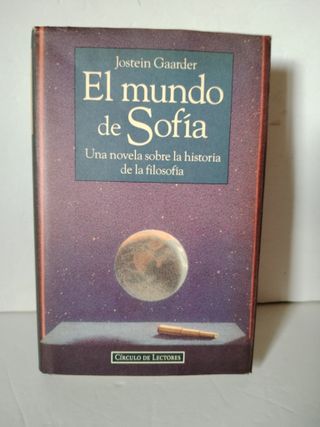 Jostein Gaarder
El mundo
de Sofía
Una novela sobre la historia
de la filosofía
CÍRCULO DE LECTORES